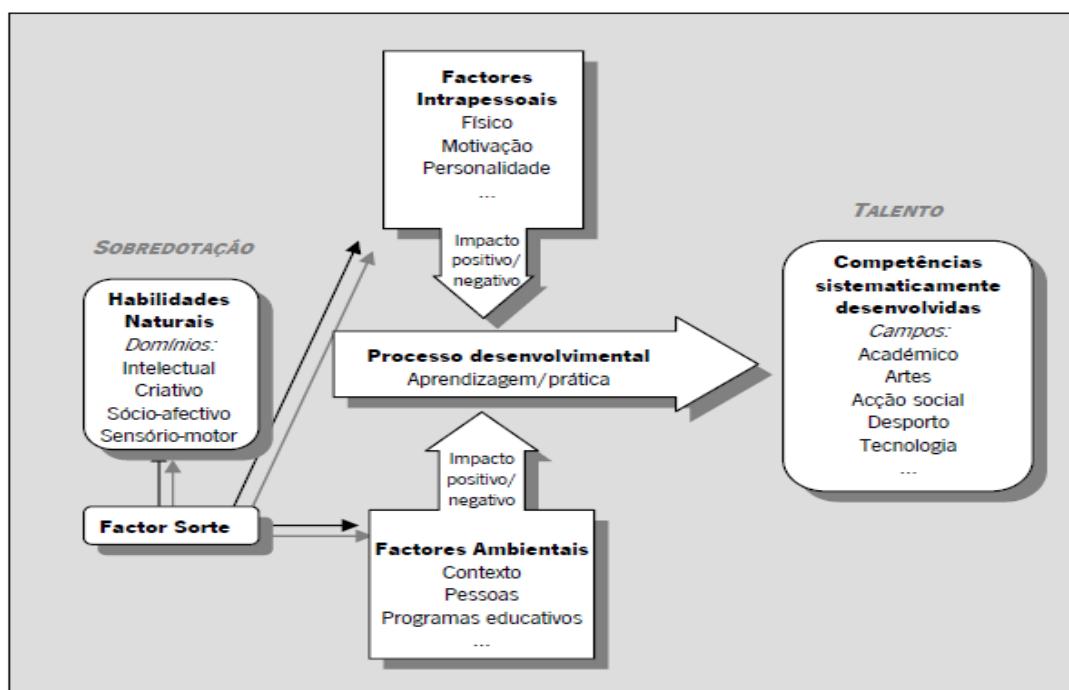 Factores
Intrapessoais
Físico
Motivação
Personalidade
...
Impacto
positivo/
negativo
SOBREDOTAÇÃO
Habilidades
Naturais
Domínios:
Intelectual
Criativo
Sócio-afectivo
Sensório-motor
Factor Sorte
Processo desenvolvimental
Aprendizagem/prática
Impacto
positivo/
negativo
Factores Ambientais
Contexto
Pessoas
Programas educativos
...
TALENTO
Competências
sistematicamente
desenvolvidas
Campos:
Académico
Artes
Acção social
Desporto
Tecnologia
...